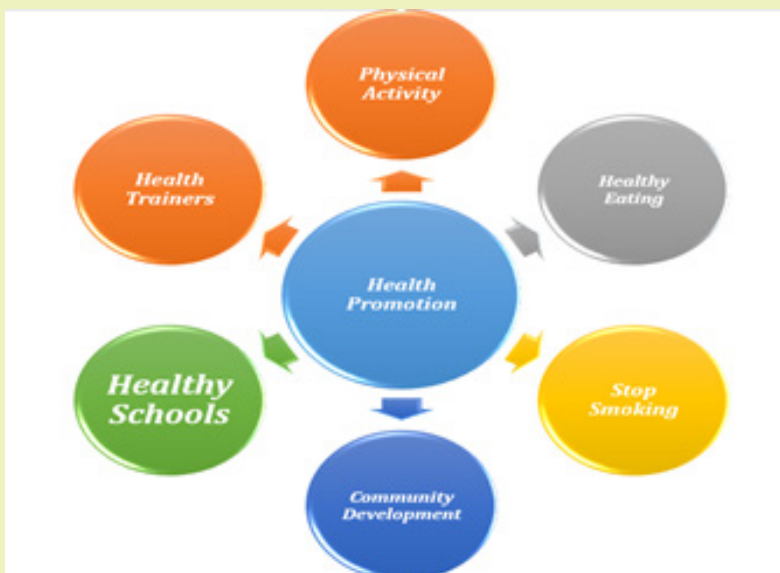 Physical
Activity
Health
Trainers
Healthy
Eating
Health
Promotion
Healthy
Schools
Stop
Smoking
Community
Development